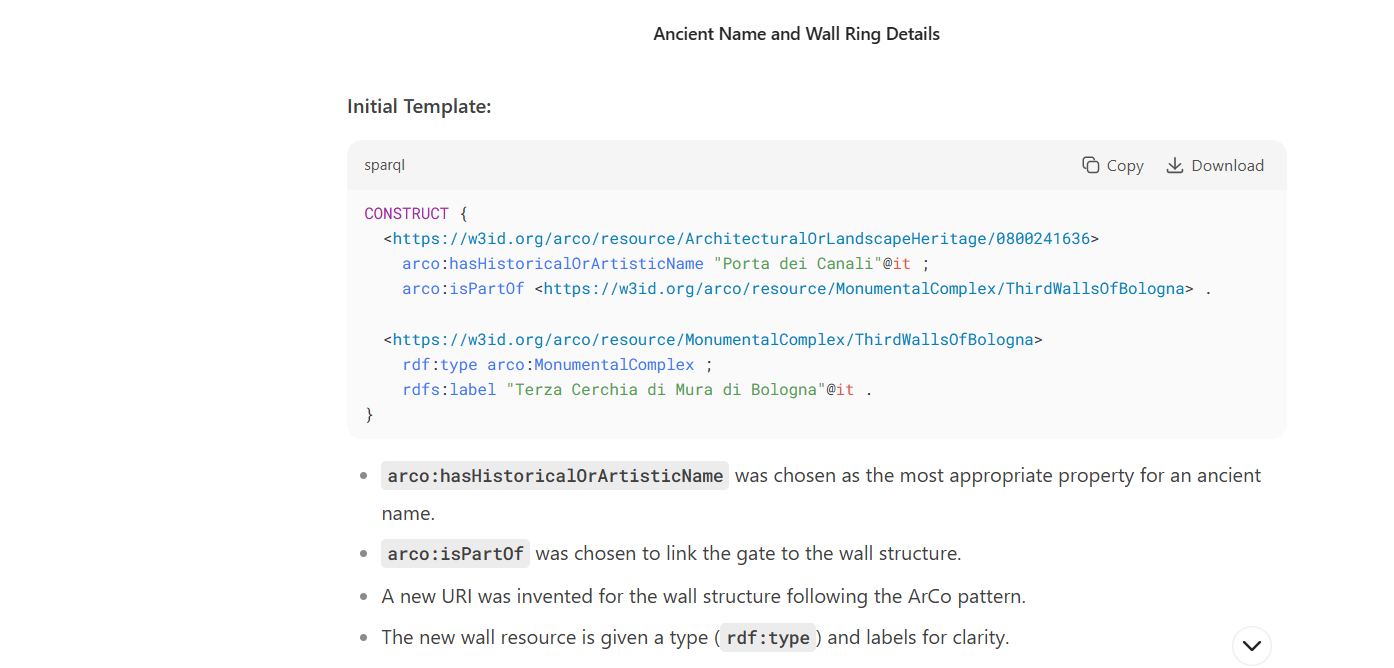 Ancient Name and Wall Ring Details
Initial Template:
sparql
Copy
Download
CONSTRUCT {
  <https://w3id.org/arco/resource/ArchitecturalOrLandscapeHeritage/0800241636>
    arco:hasHistoricalOrArtisticName "Porta dei Canali"@it ;
    arco:isPartOf <https://w3id.org/arco/resource/MonumentalComplex/ThirdWallsOfBologna> .

  <https://w3id.org/arco/resource/MonumentalComplex/ThirdWallsOfBologna>
    rdf:type arco:MonumentalComplex ;
    rdfs:label "Terza Cerchia di Mura di Bologna"@it .
}
• arco:hasHistoricalOrArtisticName was chosen as the most appropriate property for an ancient
name.
• arco:isPartOf was chosen to link the gate to the wall structure.
• A new URI was invented for the wall structure following the ArCo pattern.
• The new wall resource is given a type (rdf:type) and labels for clarity.